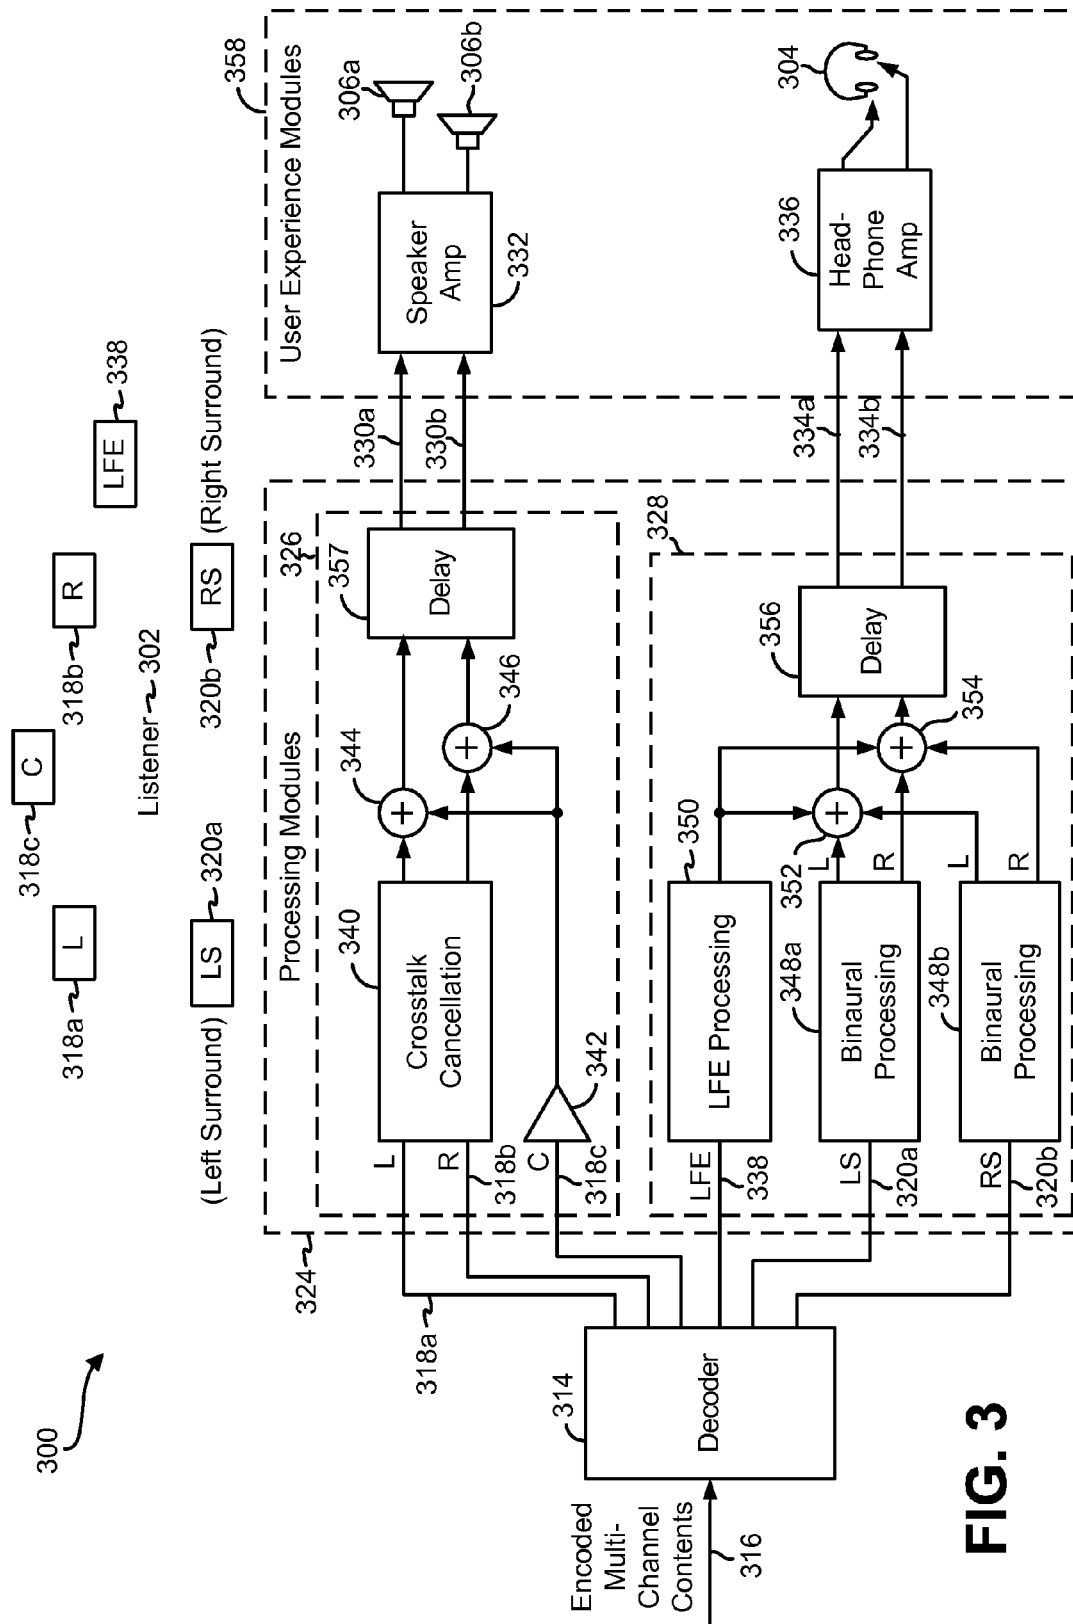 300
L
318a
C
318c
R
318b
LFE
338
Listener
302
(Left Surround)
LS
320a
320b
RS
(Right Surround)
324
Processing Modules
326
358
User Experience Modules
Encoded
Multi-
Channel
Contents
316
314
Decoder
318a
L
R
318b
C
318c
342
340
Crosstalk
Cancellation
344
346
357
Delay
330a
330b
Speaker
Amp
332
306a
306b
328
LFE
338
LS
320a
RS
320b
LFE Processing
350
Binaural
Processing
348a
Binaural
Processing
348b
L
R
L
R
352
354
356
Delay
334a
334b
336
Head-
Phone
Amp
304
FIG. 3